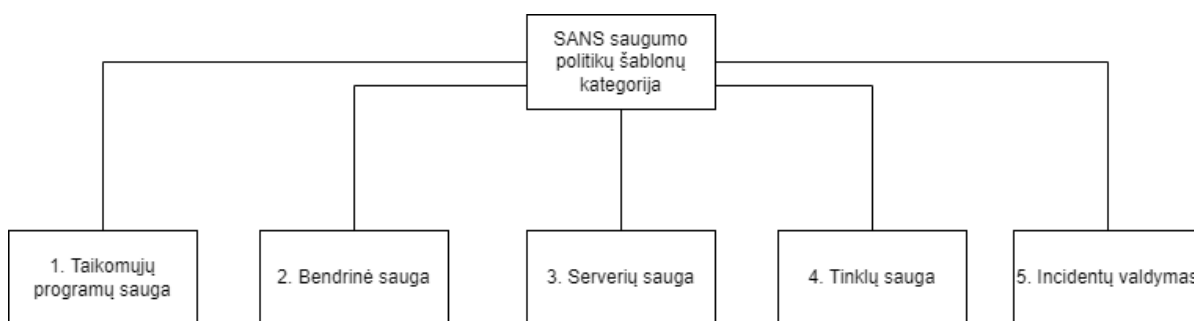 SANS saugumo
politikų šablonų
kategorija
1. Taikomųjų
programų sauga
2. Bendrinė sauga
3. Serverių sauga
4. Tinklų sauga
5. Incidentų valdymas